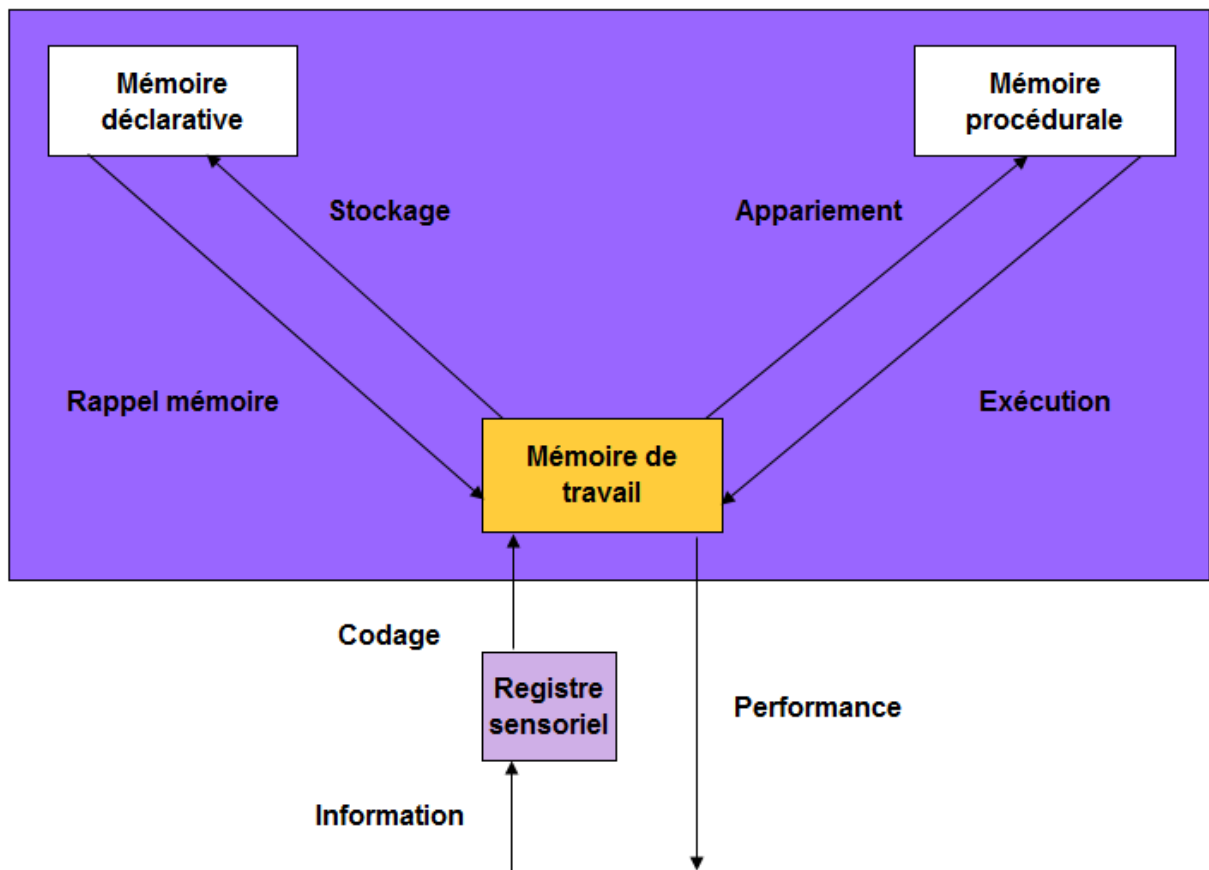 Mémoire
déclarative
Mémoire
procédurale
Stockage
Appariement
Rappel mémoire
Exécution
Mémoire de
travail
Codage
Registre
sensoriel
Performance
Information